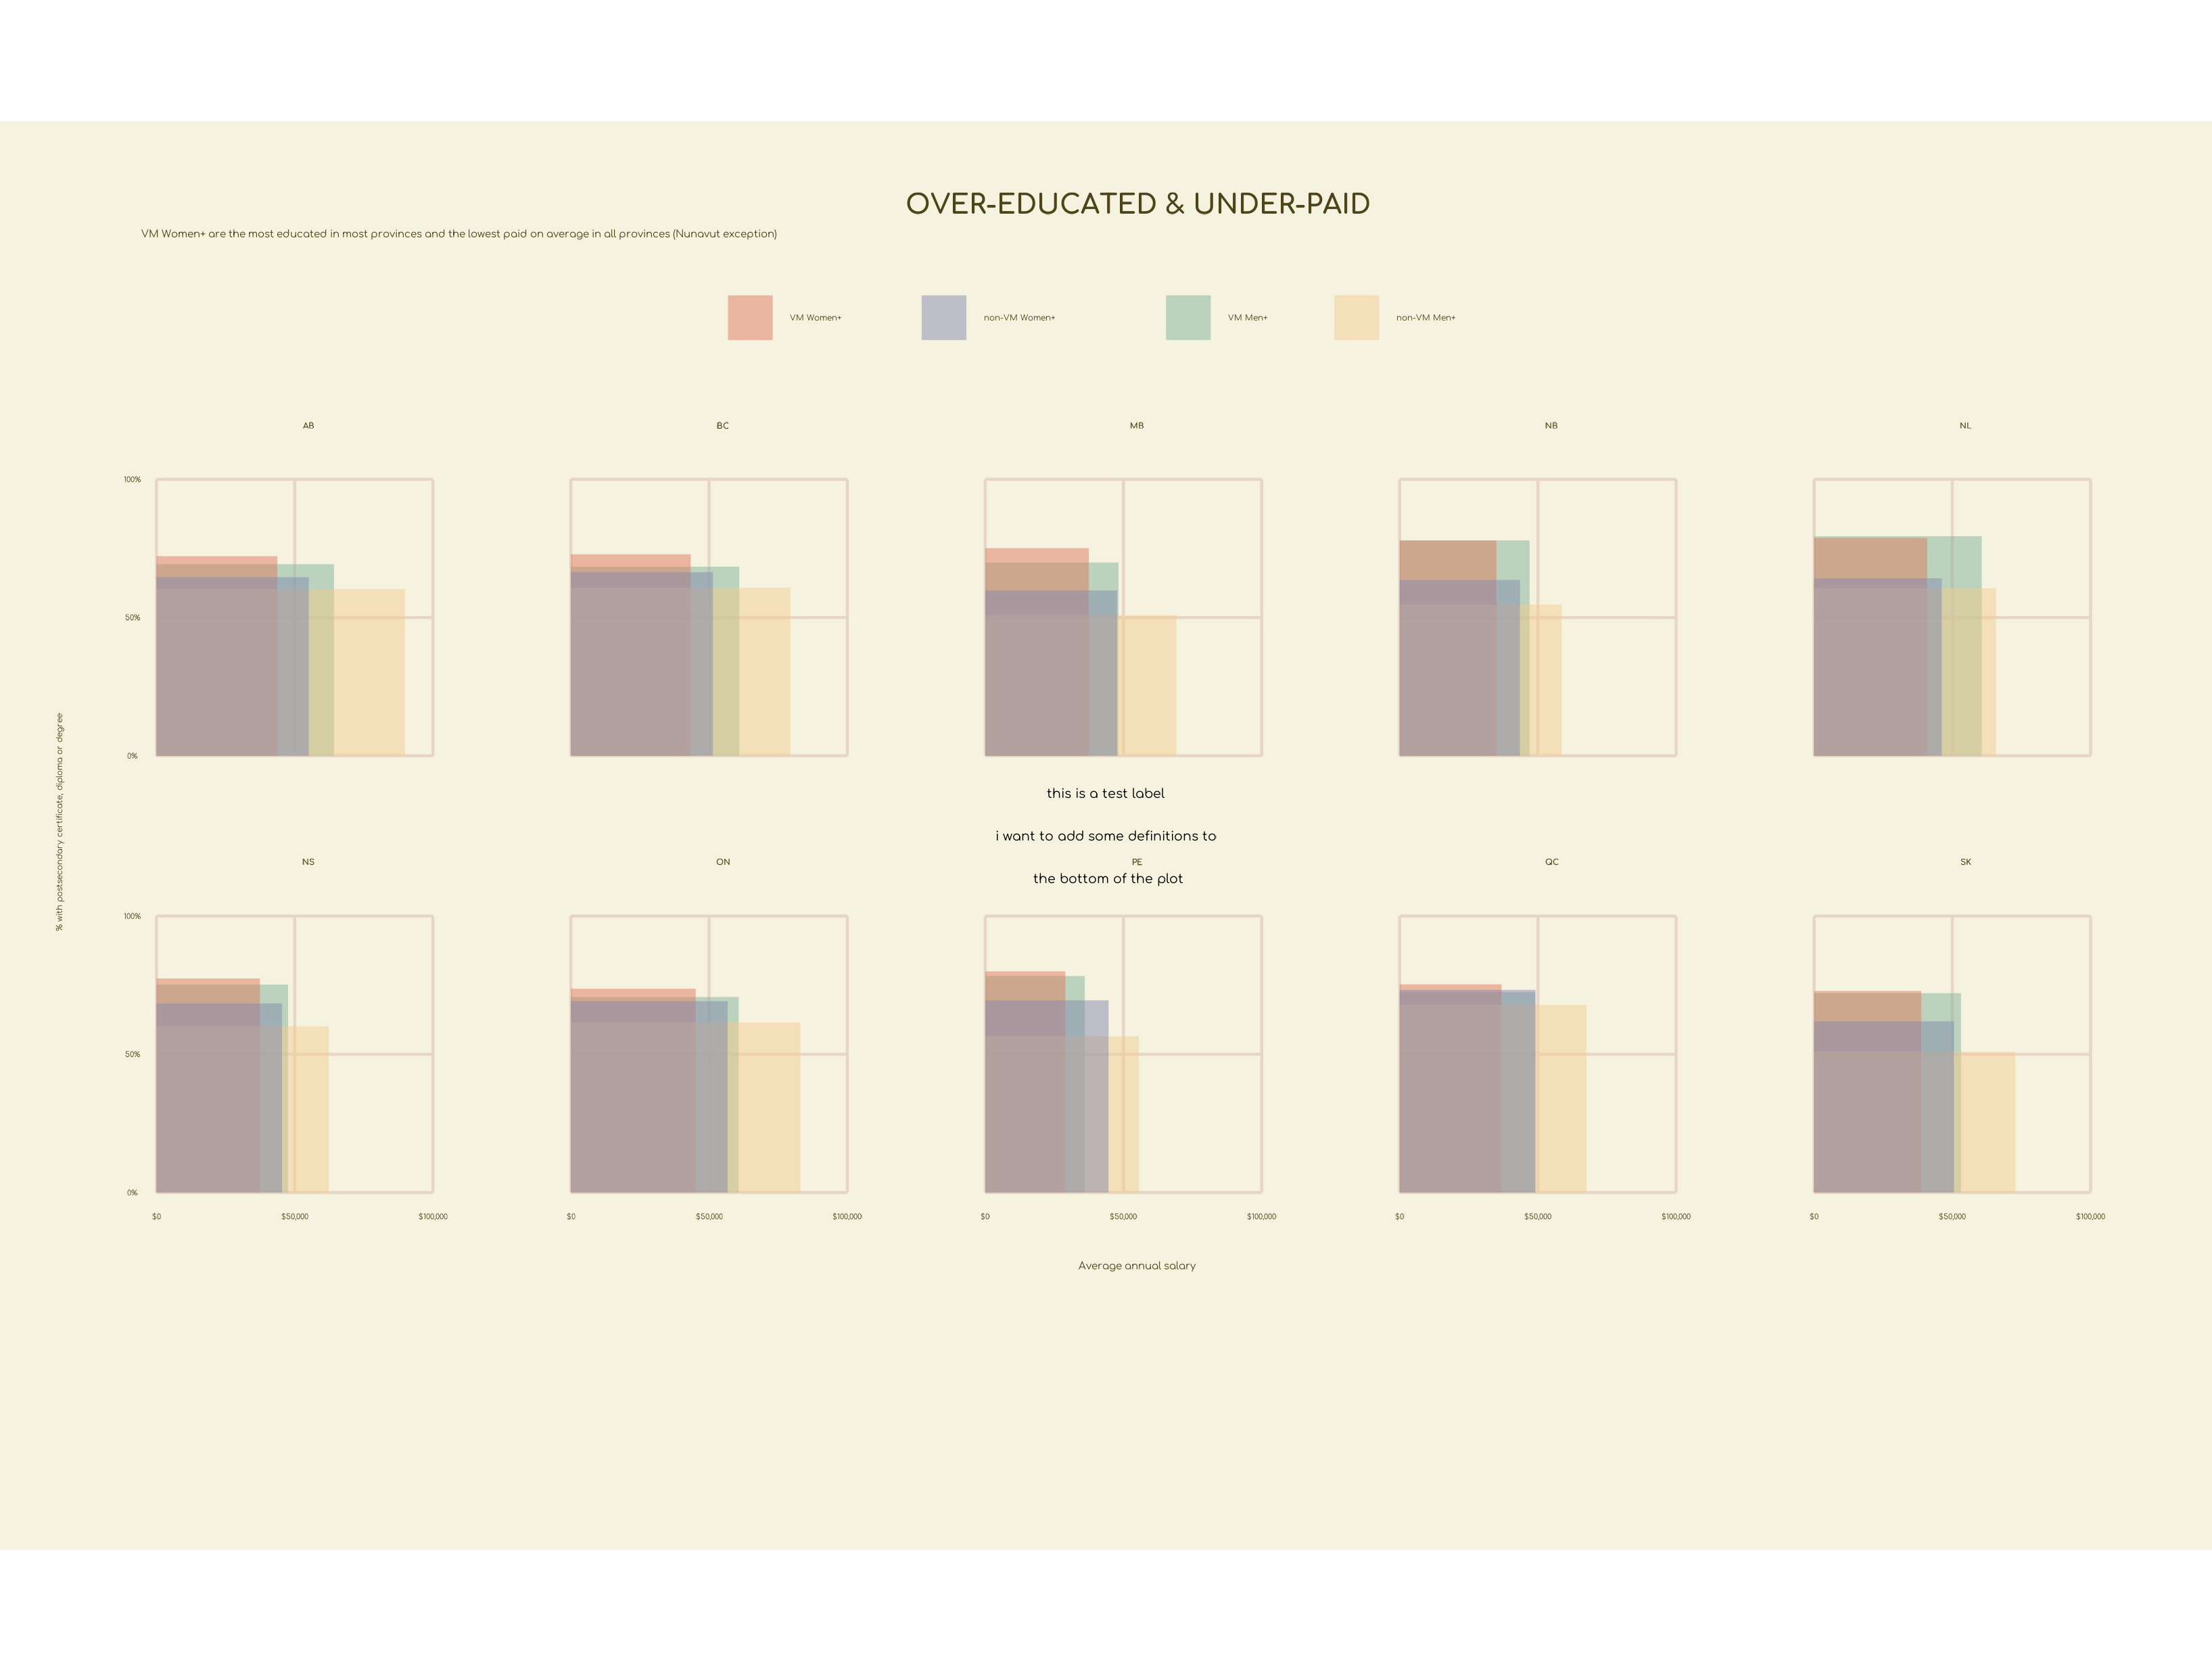 OVER-EDUCATED & UNDER-PAID
VM Women+ are the most educated in most provinces and the lowest paid on average in all provinces (Nunavut exception)
VM Women+
non-VM Women+
VM Men+
non-VM Men+
AB
BC
MB
NB
NL
100%
50%
0%
% with postsecondary certificate, diploma or degree
this is a test label
i want to add some definitions to
the bottom of the plot
NS
ON
PE
QC
SK
100%
50%
0%
$0 $50,000 $100,000
$0 $50,000 $100,000
$0 $50,000 $100,000
$0 $50,000 $100,000
$0 $50,000 $100,000
Average annual salary